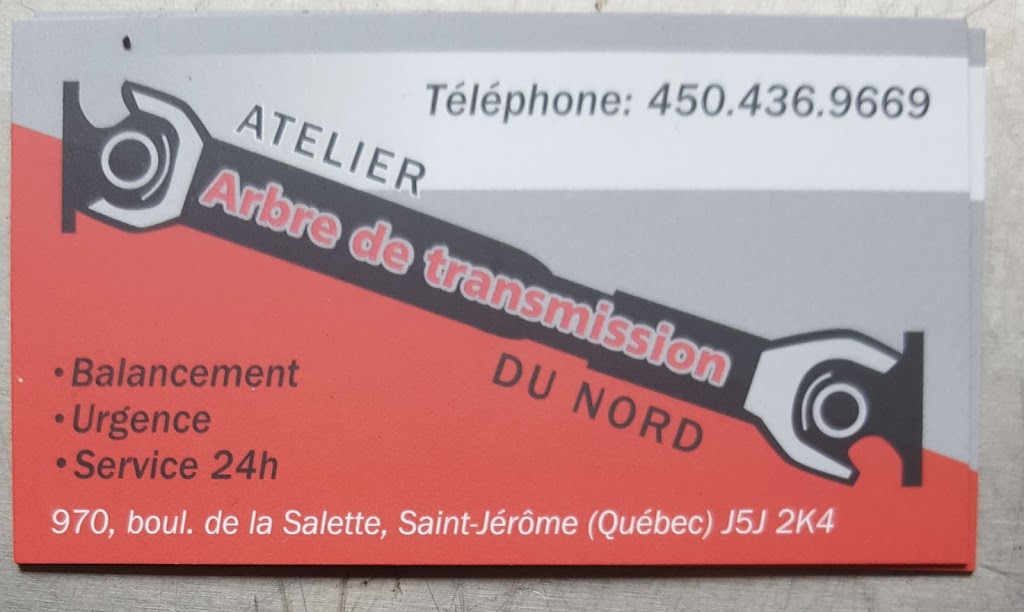 Téléphone: 450.436.9669
ATELIER
Arbre de transmission
DU NORD
• Balancement
• Urgence
• Service 24h
970, boul. de la Salette, Saint-Jérôme (Québec) J5J 2K4